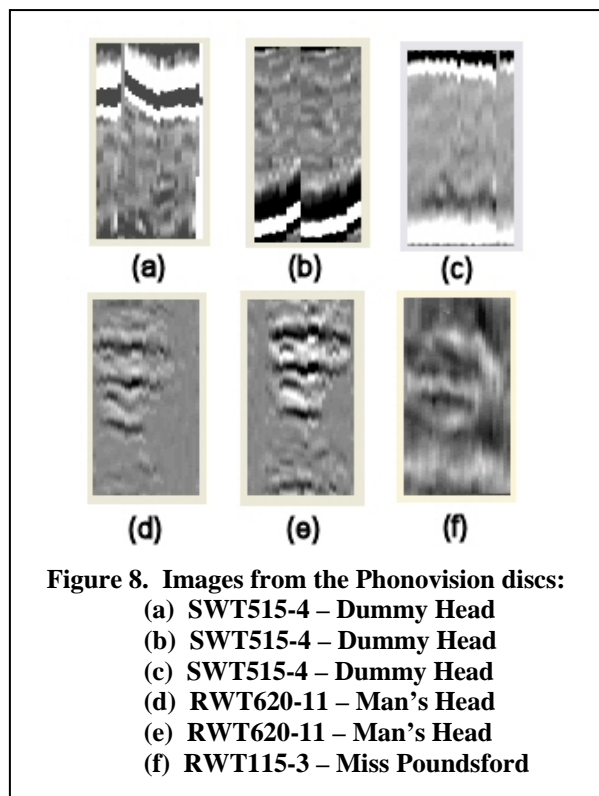 (a)
(b)
(c)
(d)
(e)
(f)
Figure 8. Images from the Phonovision discs:
(a) SWT515-4 – Dummy Head
(b) SWT515-4 – Dummy Head
(c) SWT515-4 – Dummy Head
(d) RWT620-11 – Man's Head
(e) RWT620-11 – Man's Head
(f) RWT115-3 – Miss Poundsford